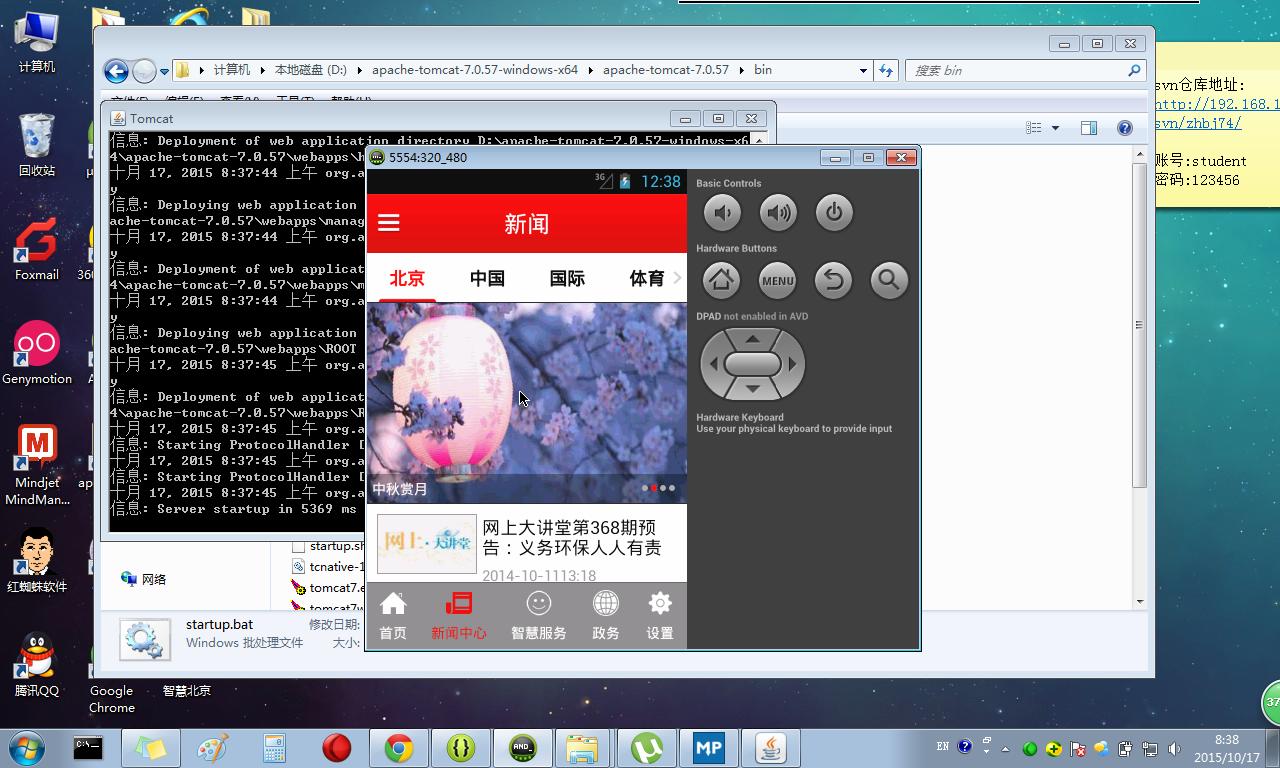 计算机
回收站
Foxmail
360
Genymotion
Mindjet
MindMan...
红蜘蛛软件
腾讯QQ
Google
Chrome
智慧北京
计算机
本地磁盘 (D:)
apache-tomcat-7.0.57-windows-x64
apache-tomcat-7.0.57
bin
搜索 bin
svn仓库地址:
http://192.168.1
svn/zhbj74/
账号:student
密码:123456
Tomcat
信息: Deployment of web application directory D:\apache-tomcat-7.0.57-windows-x6
4\apache-tomcat-7.0.57\webapps\
十月 17, 2015 8:37:44 上午 org.a
y
信息: Deploying web application
ache-tomcat-7.0.57\webapps\manag
十月 17, 2015 8:37:44 上午 org.a
y
信息: Deployment of web applicat
4\apache-tomcat-7.0.57\webapps\m
十月 17, 2015 8:37:44 上午 org.a
y
信息: Deploying web application
ache-tomcat-7.0.57\webapps\ROOT
十月 17, 2015 8:37:45 上午 org.a
y
信息: Deployment of web applicat
4\apache-tomcat-7.0.57\webapps\R
十月 17, 2015 8:37:45 上午 org.a
信息: Starting ProtocolHandler
十月 17, 2015 8:37:45 上午 org.a
信息: Starting ProtocolHandler
十月 17, 2015 8:37:45 上午 org.a
信息: Server startup in 5369 ms
5554:320_480
3G
12:38
新闻
北京
中国
国际
体育
中秋赏月
网上·大讲堂
网上大讲堂第368期预
告：义务环保人人有责
2014-10-1113:18
首页
新闻中心
智慧服务
政务
设置
Basic Controls
Hardware Buttons
MENU
DPAD not enabled in AVD
Hardware Keyboard
Use your physical keyboard to provide input
网络
startup.sh
tcnative-1
tomcat7.e
tomcat7w
startup.bat
修改日期:
Windows 批处理文件
大小:
37
C:\
AND
MP
EN
8:38
2015/10/17